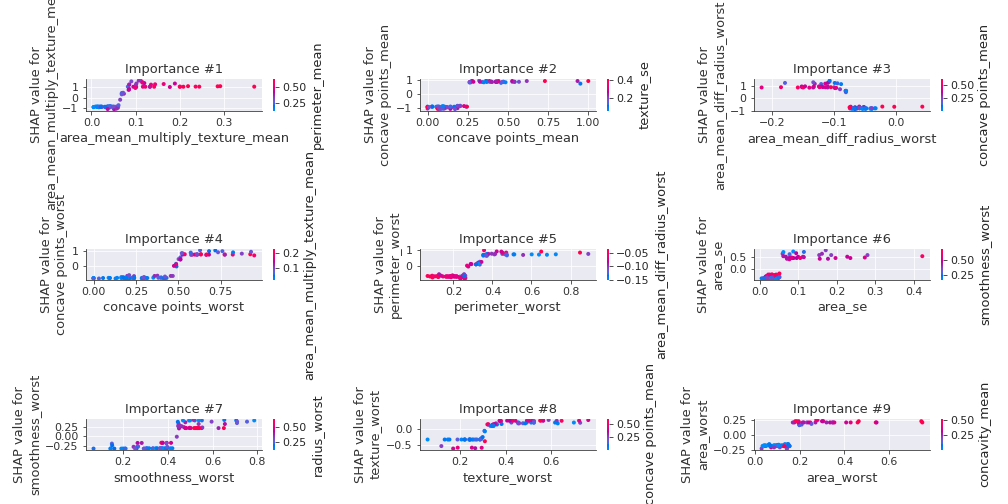 Importance #1
SHAP value for
area_mean_multiply_texture_me
1
0
−1
0.0 0.1 0.2 0.3
area_mean_multiply_texture_mean
0.50
0.25
perimeter_mean
Importance #2
SHAP value for
concave points_mean
1
0
−1
0.00 0.25 0.50 0.75 1.00
concave points_mean
0.4
0.2
texture_se
Importance #3
SHAP value for
area_mean_diff_radius_worst
1
0
−1
−0.2 −0.1 0.0
area_mean_diff_radius_worst
0.50
0.25
concave points_mean
Importance #4
SHAP value for
concave points_worst
1
0
0.00 0.25 0.50 0.75
concave points_worst
0.2
0.1
area_mean_multiply_texture_mean
Importance #5
SHAP value for
perimeter_worst
1
0
0.2 0.4 0.6 0.8
perimeter_worst
−0.05
−0.10
−0.15
area_mean_diff_radius_worst
Importance #6
SHAP value for
area_se
0.5
0.0
0.0 0.1 0.2 0.3 0.4
area_se
0.50
0.25
smoothness_worst
Importance #7
SHAP value for
smoothness_worst
0.25
0.00
−0.25
0.2 0.4 0.6 0.8
smoothness_worst
0.50
0.25
radius_worst
Importance #8
SHAP value for
texture_worst
0.0
−0.5
0.2 0.4 0.6
texture_worst
0.50
0.25
concave points_mean
Importance #9
SHAP value for
area_worst
0.25
0.00
−0.25
0.0 0.2 0.4 0.6
area_worst
0.50
0.25
concavity_mean